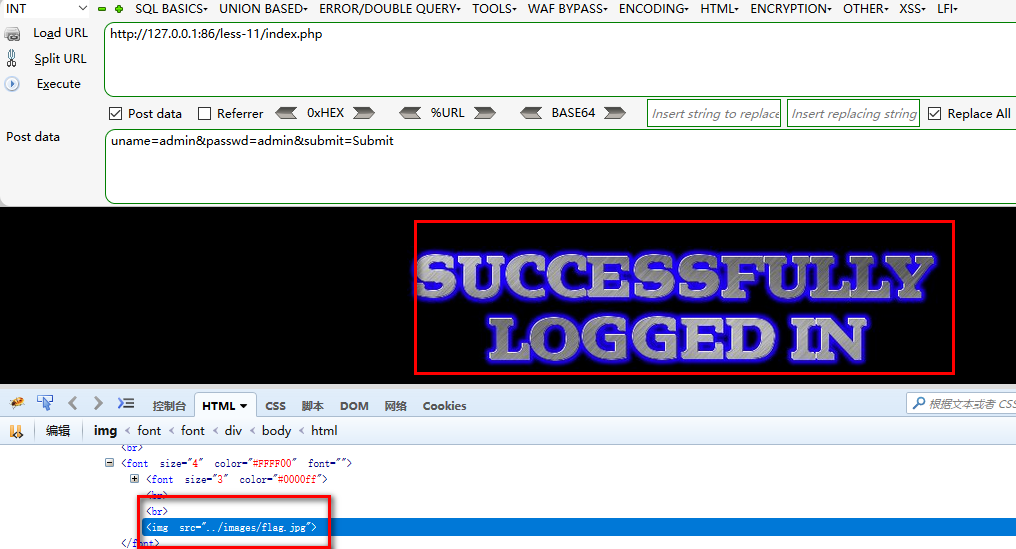 INT SQL BASICS UNION BASED ERROR/DOUBLE QUERY TOOLS WAF BYPASS ENCODING HTML ENCRYPTION OTHER XSS LFI
Load URL http://127.0.0.1:86/less-11/index.php
Split URL
Execute
Post data Referrer 0xHEX %URL BASE64 Insert string to replace Insert replacing string Replace All
Post data uname=admin&passwd=admin&submit=Submit
SUCCESSFULLY
LOGGED IN
控制台 HTML CSS 脚本 DOM 网络 Cookies 根据文本或者 CSS
编辑 img < font < font < div < body < html
<br>
<font size="4" color="#FFFF00" font="">
<font size="3" color="#0000ff">
<br>
<br>
<img src="../images/flag.jpg">
</font>